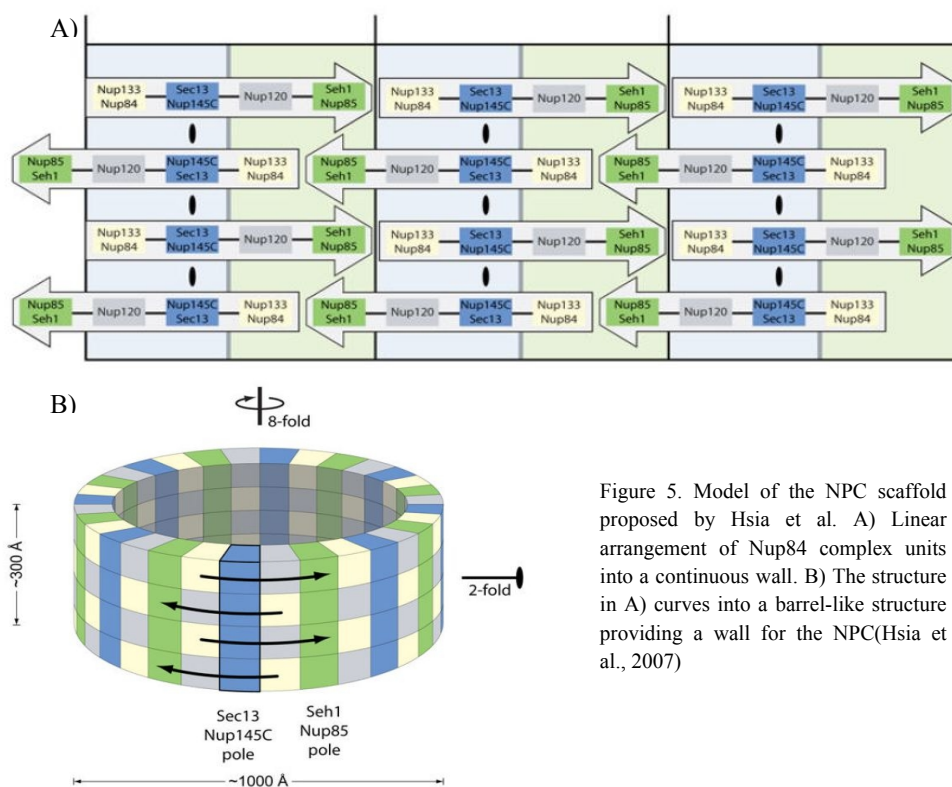 A)
Nup133 Sec13 Nup120 Seh1 Nup133 Sec13 Nup120 Seh1 Nup133 Sec13 Nup120 Seh1
Nup84 Nup145C Nup85 Nup84 Nup145C Nup85 Nup84 Nup145C Nup85
Nup85 Nup120 Nup145C Nup133 Nup85 Nup120 Nup145C Nup133 Nup85 Nup120 Nup145C Nup133
Seh1 Sec13 Nup84 Seh1 Sec13 Nup84 Seh1 Sec13 Nup84
Nup133 Sec13 Nup120 Seh1 Nup133 Sec13 Nup120 Seh1 Nup133 Sec13 Nup120 Seh1
Nup84 Nup145C Nup85 Nup84 Nup145C Nup85 Nup84 Nup145C Nup85
Nup85 Nup120 Nup145C Nup133 Nup85 Nup120 Nup145C Nup133 Nup85 Nup120 Nup145C Nup133
Seh1 Sec13 Nup84 Seh1 Sec13 Nup84 Seh1 Sec13 Nup84
B)
8-fold
~300 Å
2-fold
Sec13
Nup145C
pole
Seh1
Nup85
pole
~1000 Å
Figure 5. Model of the NPC scaffold
proposed by Hsia et al. A) Linear
arrangement of Nup84 complex units
into a continuous wall. B) The structure
in A) curves into a barrel-like structure
providing a wall for the NPC(Hsia et
al., 2007)